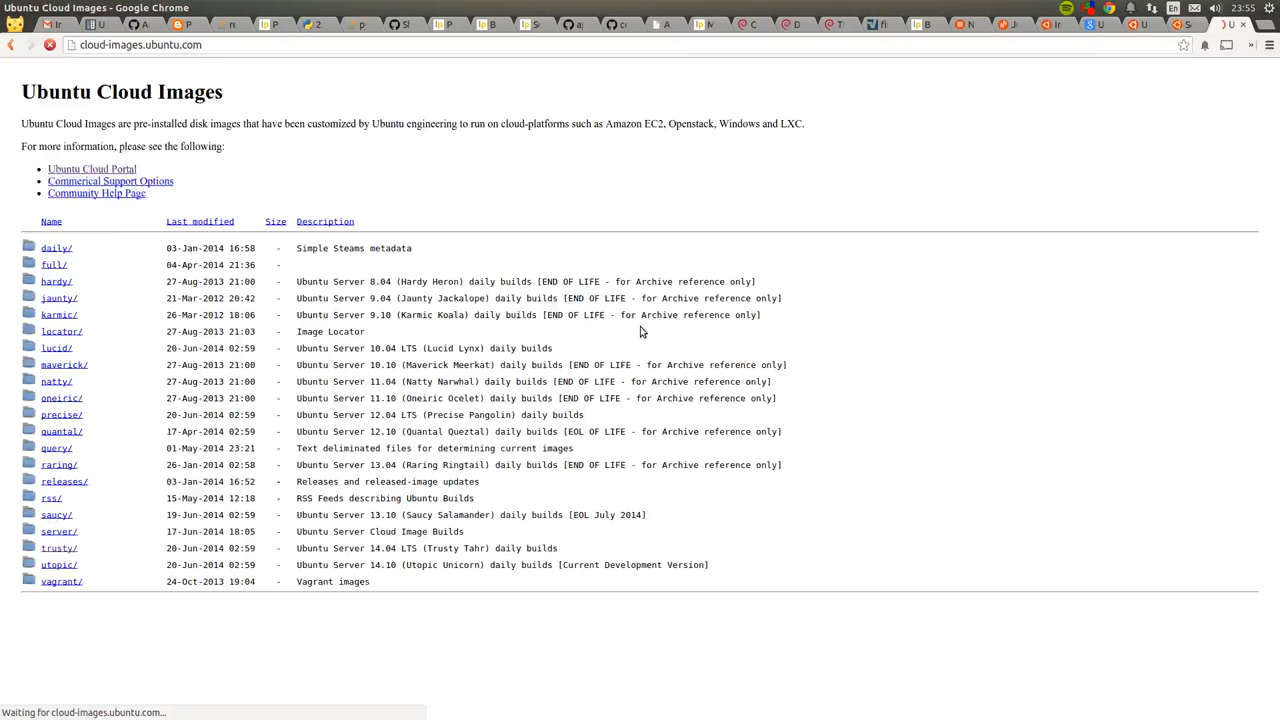 Ubuntu Cloud Images - Google Chrome
En
23:55
cloud-images.ubuntu.com
Ubuntu Cloud Images
Ubuntu Cloud Images are pre-installed disk images that have been customized by Ubuntu engineering to run on cloud-platforms such as Amazon EC2, Openstack, Windows and LXC.
For more information, please see the following:
Ubuntu Cloud Portal
Commerical Support Options
Community Help Page
Name Last modified Size Description
daily/ 03-Jan-2014 16:58 - Simple Steams metadata
full/ 04-Apr-2014 21:36 -
hardy/ 27-Aug-2013 21:00 - Ubuntu Server 8.04 (Hardy Heron) daily builds [END OF LIFE - for Archive reference only]
jaunty/ 21-Mar-2012 20:42 - Ubuntu Server 9.04 (Jaunty Jackalope) daily builds [END OF LIFE - for Archive reference only]
karmic/ 26-Mar-2012 18:06 - Ubuntu Server 9.10 (Karmic Koala) daily builds [END OF LIFE - for Archive reference only]
locator/ 27-Aug-2013 21:03 - Image Locator
lucid/ 20-Jun-2014 02:59 - Ubuntu Server 10.04 LTS (Lucid Lynx) daily builds
maverick/ 27-Aug-2013 21:00 - Ubuntu Server 10.10 (Maverick Meerkat) daily builds [END OF LIFE - for Archive reference only]
natty/ 27-Aug-2013 21:00 - Ubuntu Server 11.04 (Natty Narwhal) daily builds [END OF LIFE - for Archive reference only]
oneiric/ 27-Aug-2013 21:00 - Ubuntu Server 11.10 (Oneiric Ocelet) daily builds [END OF LIFE - for Archive reference only]
precise/ 20-Jun-2014 02:59 - Ubuntu Server 12.04 LTS (Precise Pangolin) daily builds
quantal/ 17-Apr-2014 02:59 - Ubuntu Server 12.10 (Quantal Queztal) daily builds [EOL OF LIFE - for Archive reference only]
query/ 01-May-2014 23:21 - Text deliminated files for determining current images
raring/ 26-Jan-2014 02:58 - Ubuntu Server 13.04 (Raring Ringtail) daily builds [END OF LIFE - for Archive reference only]
releases/ 03-Jan-2014 16:52 - Releases and released-image updates
rss/ 15-May-2014 12:18 - RSS Feeds describing Ubuntu Builds
saucy/ 19-Jun-2014 02:59 - Ubuntu Server 13.10 (Saucy Salamander) daily builds [EOL July 2014]
server/ 17-Jun-2014 18:05 - Ubuntu Server Cloud Image Builds
trusty/ 20-Jun-2014 02:59 - Ubuntu Server 14.04 LTS (Trusty Tahr) daily builds
utopic/ 20-Jun-2014 02:59 - Ubuntu Server 14.10 (Utopic Unicorn) daily builds [Current Development Version]
vagrant/ 24-Oct-2013 19:04 - Vagrant images
Waiting for cloud-images.ubuntu.com...